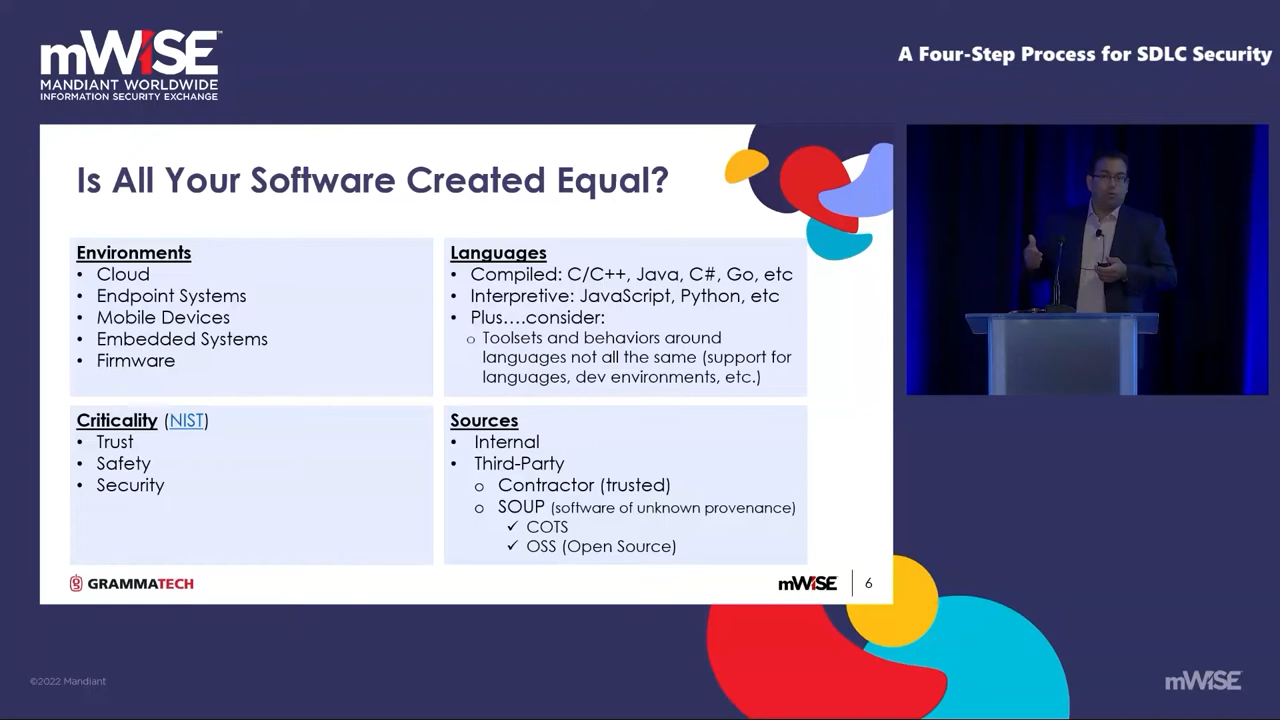 mWISE™
MANDIANT WORLDWIDE
INFORMATION SECURITY EXCHANGE
A Four-Step Process for SDLC Security
Is All Your Software Created Equal?
Environments
• Cloud
• Endpoint Systems
• Mobile Devices
• Embedded Systems
• Firmware
Languages
• Compiled: C/C++, Java, C#, Go, etc
• Interpretive: JavaScript, Python, etc
• Plus….consider:
o Toolsets and behaviors around
languages not all the same (support for
languages, dev environments, etc.)
Criticality (NIST)
• Trust
• Safety
• Security
Sources
• Internal
• Third-Party
o Contractor (trusted)
o SOUP (software of unknown provenance)
✓ COTS
✓ OSS (Open Source)
GRAMMATECH
mWISE
6
©2022 Mandiant
mWISE